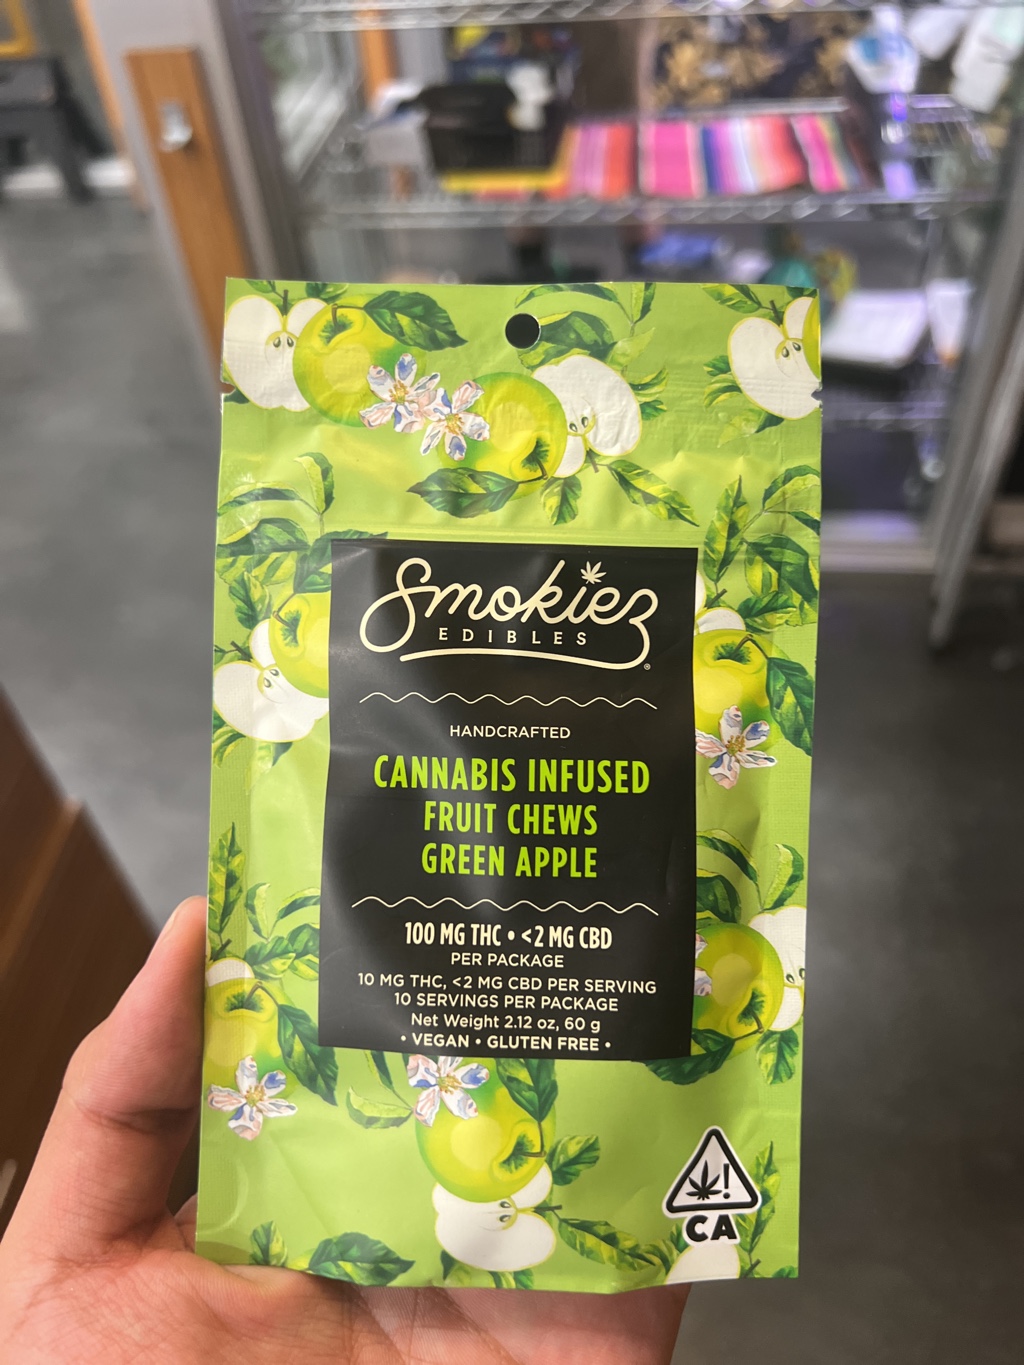 Smokiez
EDIBLES
®
HANDCRAFTED
CANNABIS INFUSED
FRUIT CHEWS
GREEN APPLE
100 MG THC • <2 MG CBD
PER PACKAGE
10 MG THC, <2 MG CBD PER SERVING
10 SERVINGS PER PACKAGE
Net Weight 2.12 oz, 60 g
• VEGAN • GLUTEN FREE •
!
CA